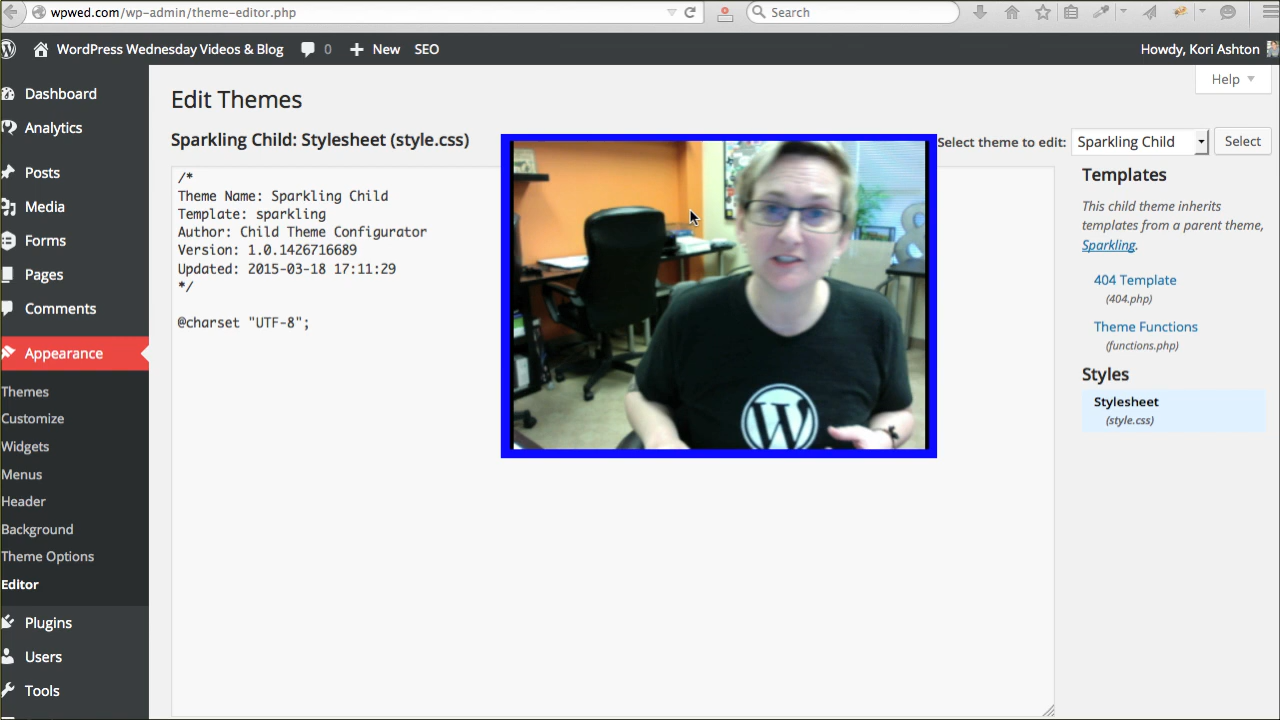 wpwed.com/wp-admin/theme-editor.php
Search
WordPress Wednesday Videos & Blog
0
New
SEO
Howdy, Kori Ashton
Help
Dashboard
Analytics
Posts
Media
Forms
Pages
Comments
Appearance
Themes
Customize
Widgets
Menus
Header
Background
Theme Options
Editor
Plugins
Users
Tools
Edit Themes
Sparkling Child: Stylesheet (style.css)
Select theme to edit:
Sparkling Child
Select
/*
Theme Name: Sparkling Child
Template: sparkling
Author: Child Theme Configurator
Version: 1.0.1426716689
Updated: 2015-03-18 17:11:29
*/
@charset "UTF-8";
W
&
Templates
This child theme inherits
templates from a parent theme,
Sparkling.
404 Template
(404.php)
Theme Functions
(functions.php)
Styles
Stylesheet
(style.css)